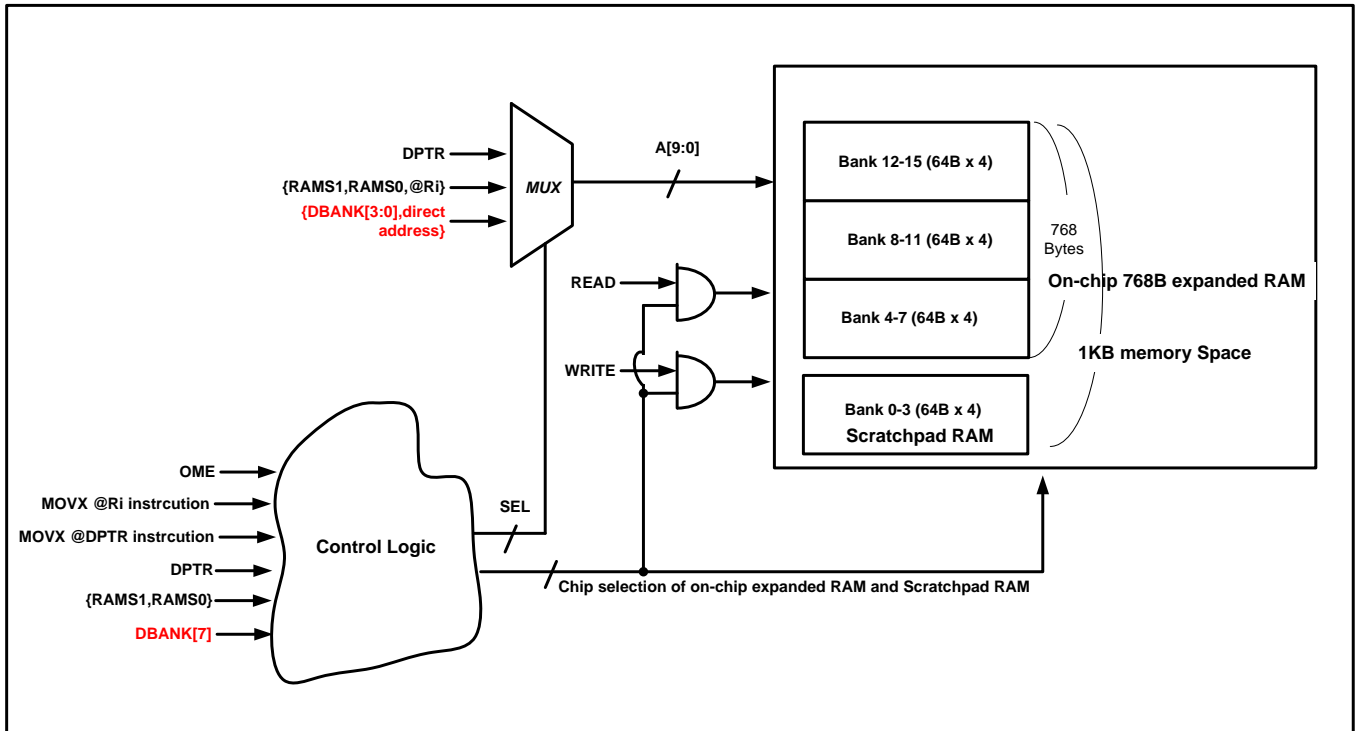 DPTR
{RAMS1,RAMS0,@Ri}
{DBANK[3:0],direct
address}
MUX
A[9:0]
READ
WRITE
Bank 12-15 (64B x 4)
Bank 8-11 (64B x 4)
Bank 4-7 (64B x 4)
Bank 0-3 (64B x 4)
Scratchpad RAM
768
Bytes
On-chip 768B expanded RAM
1KB memory Space
OME
MOVX @Ri instrcution
MOVX @DPTR instrcution
DPTR
{RAMS1,RAMS0}
DBANK[7]
Control Logic
SEL
Chip selection of on-chip expanded RAM and Scratchpad RAM